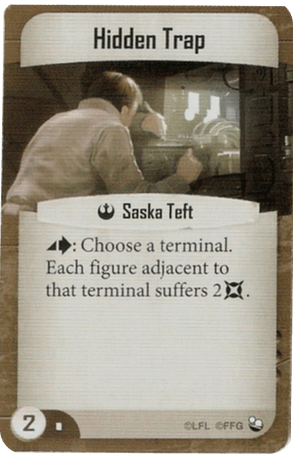 Hidden Trap
Saska Teft
: Choose a terminal.
Each figure adjacent to
that terminal suffers 2 .
2
©LFL ©FFG